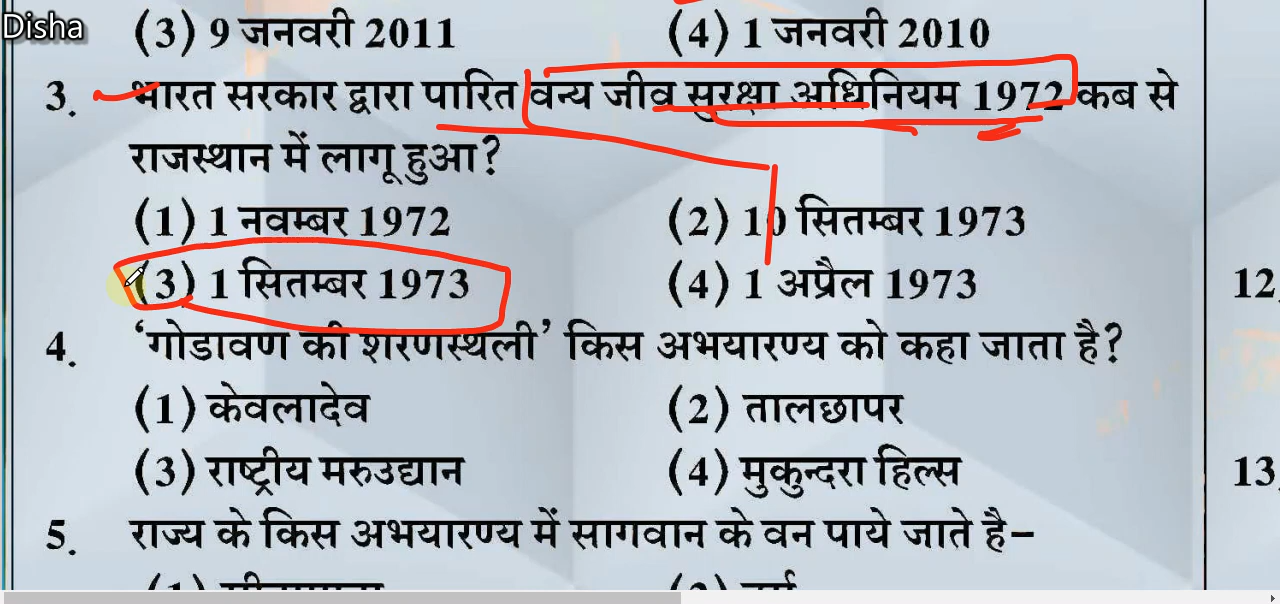 Disha
(3) 9 जनवरी 2011 (4) 1 जनवरी 2010
3. भारत सरकार द्वारा पारित वन्य जीव सुरक्षा अधिनियम 1972 कब से
राजस्थान में लागू हुआ?
(1) 1 नवम्बर 1972 (2) 10 सितम्बर 1973
(3) 1 सितम्बर 1973 (4) 1 अप्रैल 1973
12.
4. ‘गोडावण की शरणस्थली’ किस अभयारण्य को कहा जाता है?
(1) केवलादेव (2) तालछापर
(3) राष्ट्रीय मरुउद्यान (4) मुकुन्दरा हिल्स
13.
5. राज्य के किस अभयारण्य में सागवान के वन पाये जाते है–
(1) (2)